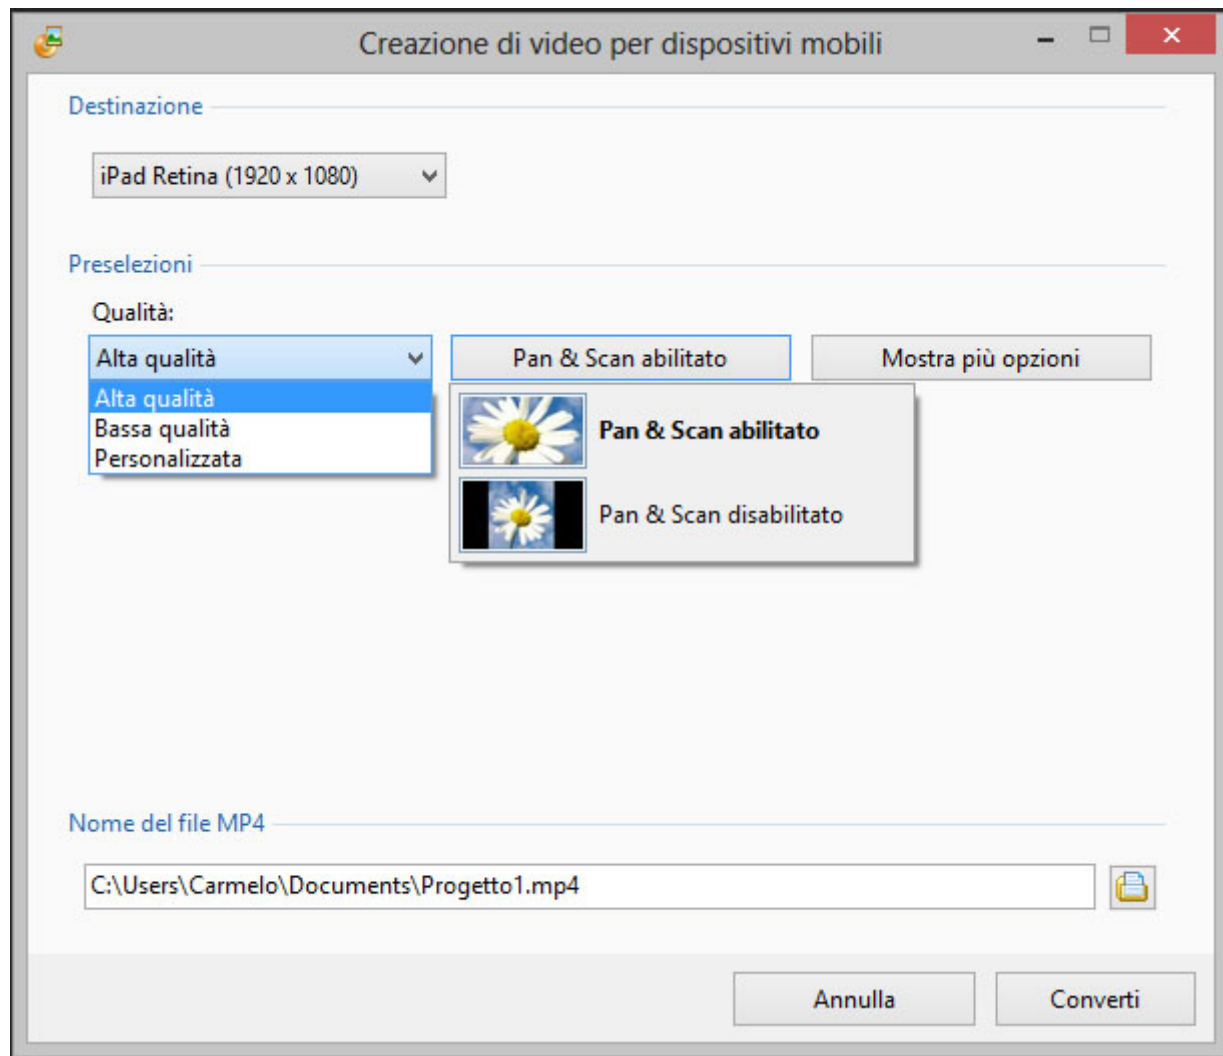 Creazione di video per dispositivi mobili
Destinazione
iPad Retina (1920 x 1080)
Preselezioni
Qualità:
Alta qualità
Pan & Scan abilitato
Mostra più opzioni
Alta qualità
Bassa qualità
Personalizzata
Pan & Scan abilitato
Pan & Scan disabilitato
Nome del file MP4
C:\Users\Carmelo\Documents\Progetto1.mp4
Annulla
Converti